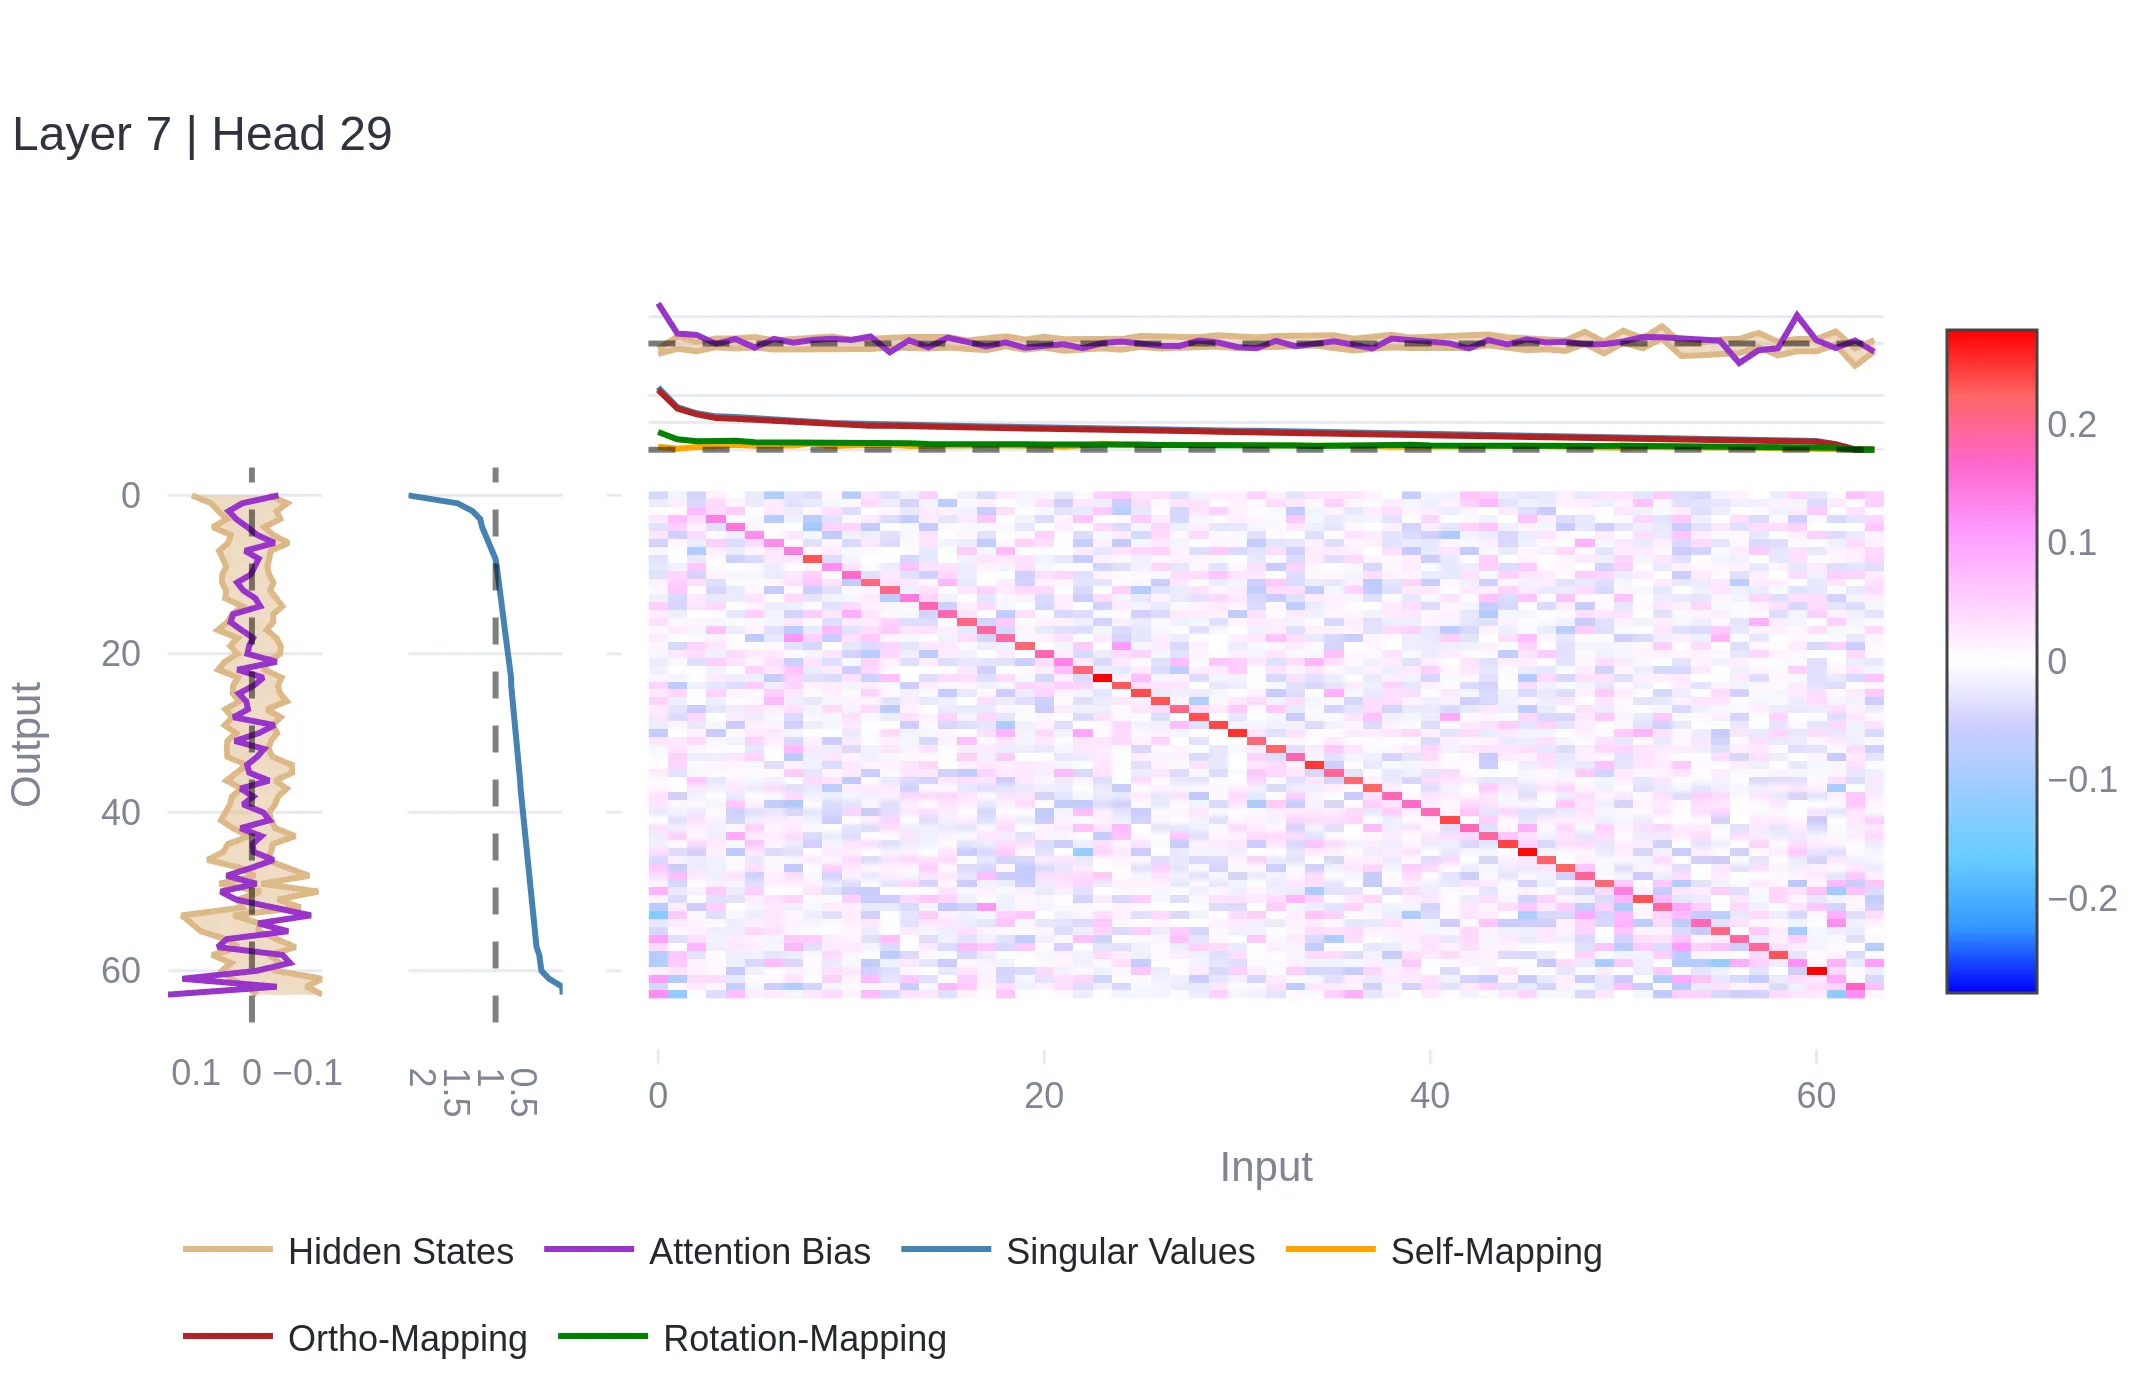 Layer 7 | Head 29
0
20
40
60
Output
0.1 0 −0.1
2
1.5
1
0.5
0 20 40 60
Input
0.2
0.1
0
−0.1
−0.2
Hidden States Attention Bias Singular Values Self-Mapping
Ortho-Mapping Rotation-Mapping